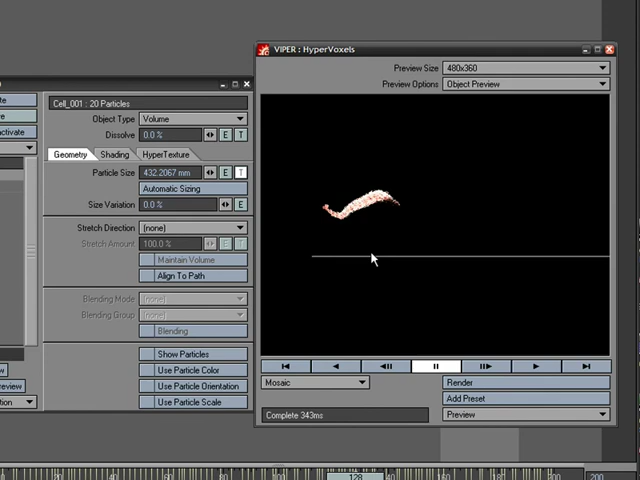 VIPER : HyperVoxels
Preview Size 480x360
Preview Options Object Preview
Cell_001 : 20 Particles
Object Type Volume
Dissolve 0.0 % E T
Geometry Shading HyperTexture
Particle Size 432.2067 mm E T
Automatic Sizing
Size Variation 0.0 % E
Stretch Direction (none)
Stretch Amount 100.0 % E T
Maintain Volume
Align To Path
Blending Mode (none)
Blending Group (none)
Blending
Show Particles
Use Particle Color
Use Particle Orientation
Use Particle Scale
Mosaic
Render
Add Preset
Complete 343ms
Preview
128
200